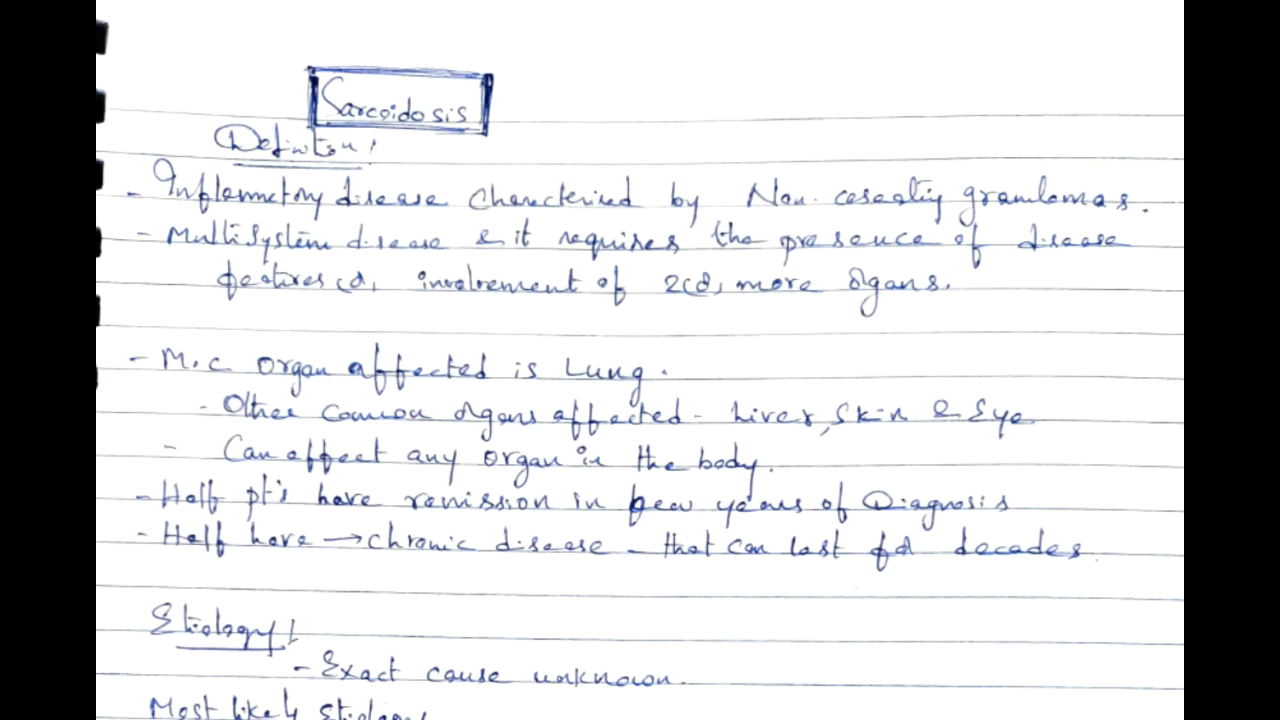 Sarcoidosis
Definition:
- Inflammatory disease characterized by Non-caseating granulomas.
- Multisystem disease & it requires the presence of disease
features (or) involvement of 2 (or) more organs.
- M.C organ affected is Lung.
- Other common organs affected - Liver, Skin & Eye
- Can affect any organ in the body.
- Half pt's have remission in few years of Diagnosis
- Half have → chronic disease - that can last for decades.
Etiology:
- Exact cause unknown.
Most likely Etiology: